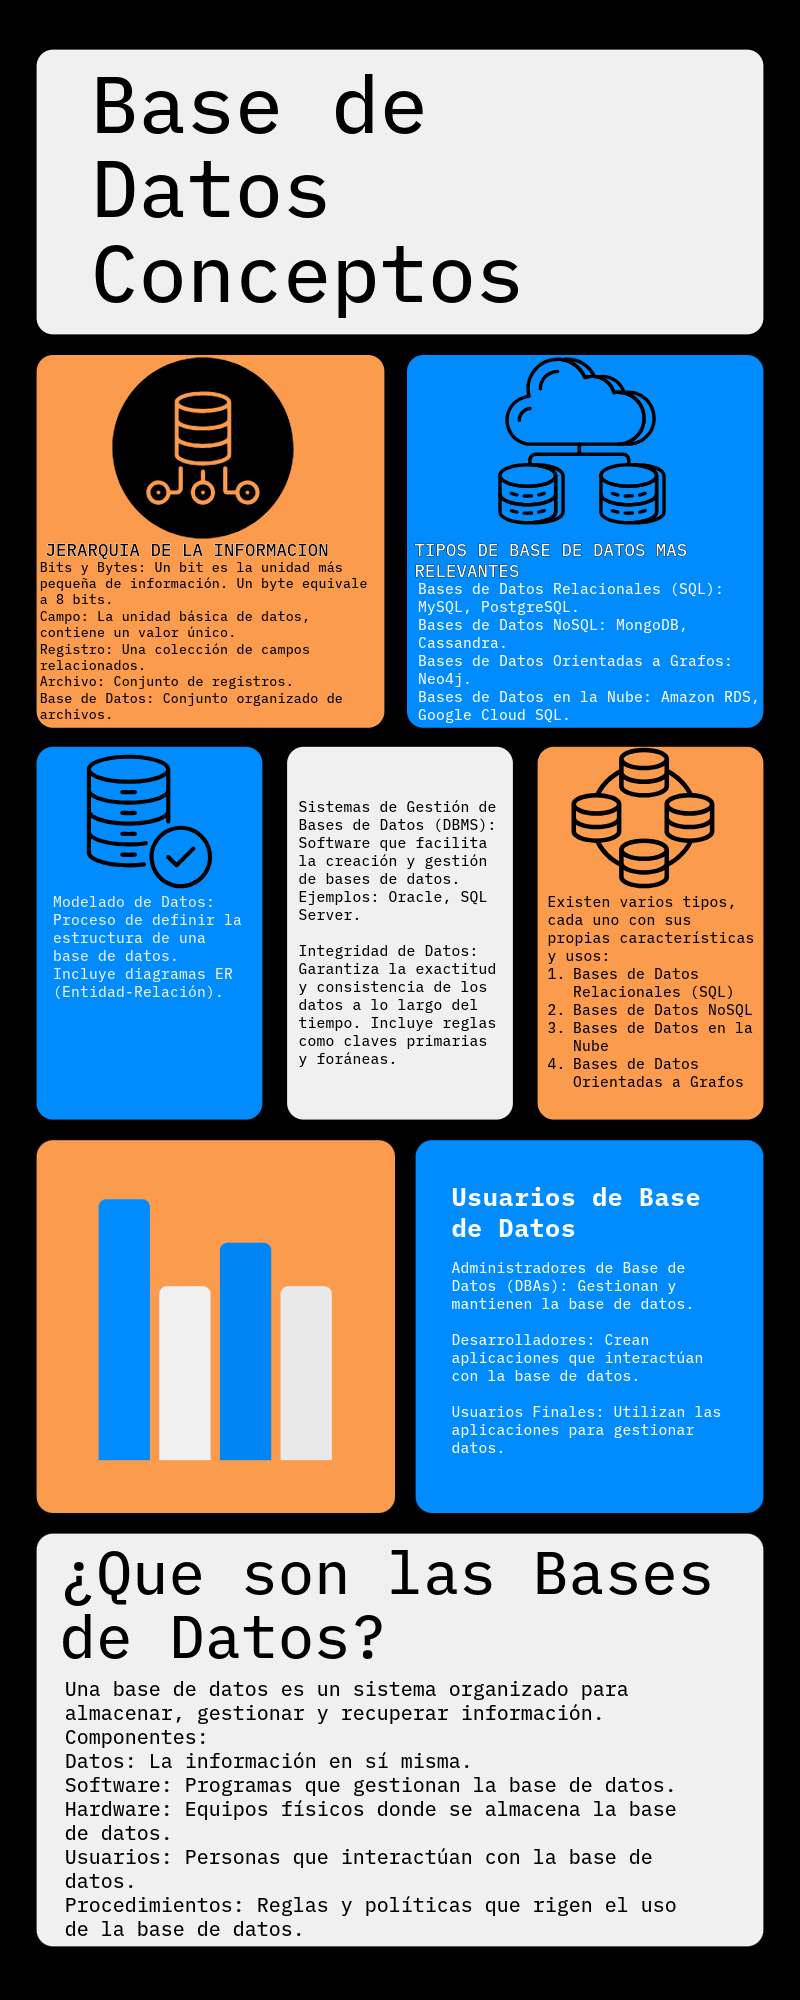 Base de
Datos
Conceptos
JERARQUIA DE LA INFORMACION
Bits y Bytes: Un bit es la unidad más
pequeña de información. Un byte equivale
a 8 bits.
Campo: La unidad básica de datos,
contiene un valor único.
Registro: Una colección de campos
relacionados.
Archivo: Conjunto de registros.
Base de Datos: Conjunto organizado de
archivos.
TIPOS DE BASE DE DATOS MAS
RELEVANTES
Bases de Datos Relacionales (SQL):
MySQL, PostgreSQL.
Bases de Datos NoSQL: MongoDB,
Cassandra.
Bases de Datos Orientadas a Grafos:
Neo4j.
Bases de Datos en la Nube: Amazon RDS,
Google Cloud SQL.
Modelado de Datos:
Proceso de definir la
estructura de una
base de datos.
Incluye diagramas ER
(Entidad-Relación).
Sistemas de Gestión de
Bases de Datos (DBMS):
Software que facilita
la creación y gestión
de bases de datos.
Ejemplos: Oracle, SQL
Server.
Integridad de Datos:
Garantiza la exactitud
y consistencia de los
datos a lo largo del
tiempo. Incluye reglas
como claves primarias
y foráneas.
Existen varios tipos,
cada uno con sus
propias características
y usos:
1. Bases de Datos
Relacionales (SQL)
2. Bases de Datos NoSQL
3. Bases de Datos en la
Nube
4. Bases de Datos
Orientadas a Grafos
Usuarios de Base
de Datos
Administradores de Base de
Datos (DBAs): Gestionan y
mantienen la base de datos.
Desarrolladores: Crean
aplicaciones que interactúan
con la base de datos.
Usuarios Finales: Utilizan las
aplicaciones para gestionar
datos.
¿Que son las Bases
de Datos?
Una base de datos es un sistema organizado para
almacenar, gestionar y recuperar información.
Componentes:
Datos: La información en sí misma.
Software: Programas que gestionan la base de datos.
Hardware: Equipos físicos donde se almacena la base
de datos.
Usuarios: Personas que interactúan con la base de
datos.
Procedimientos: Reglas y políticas que rigen el uso
de la base de datos.